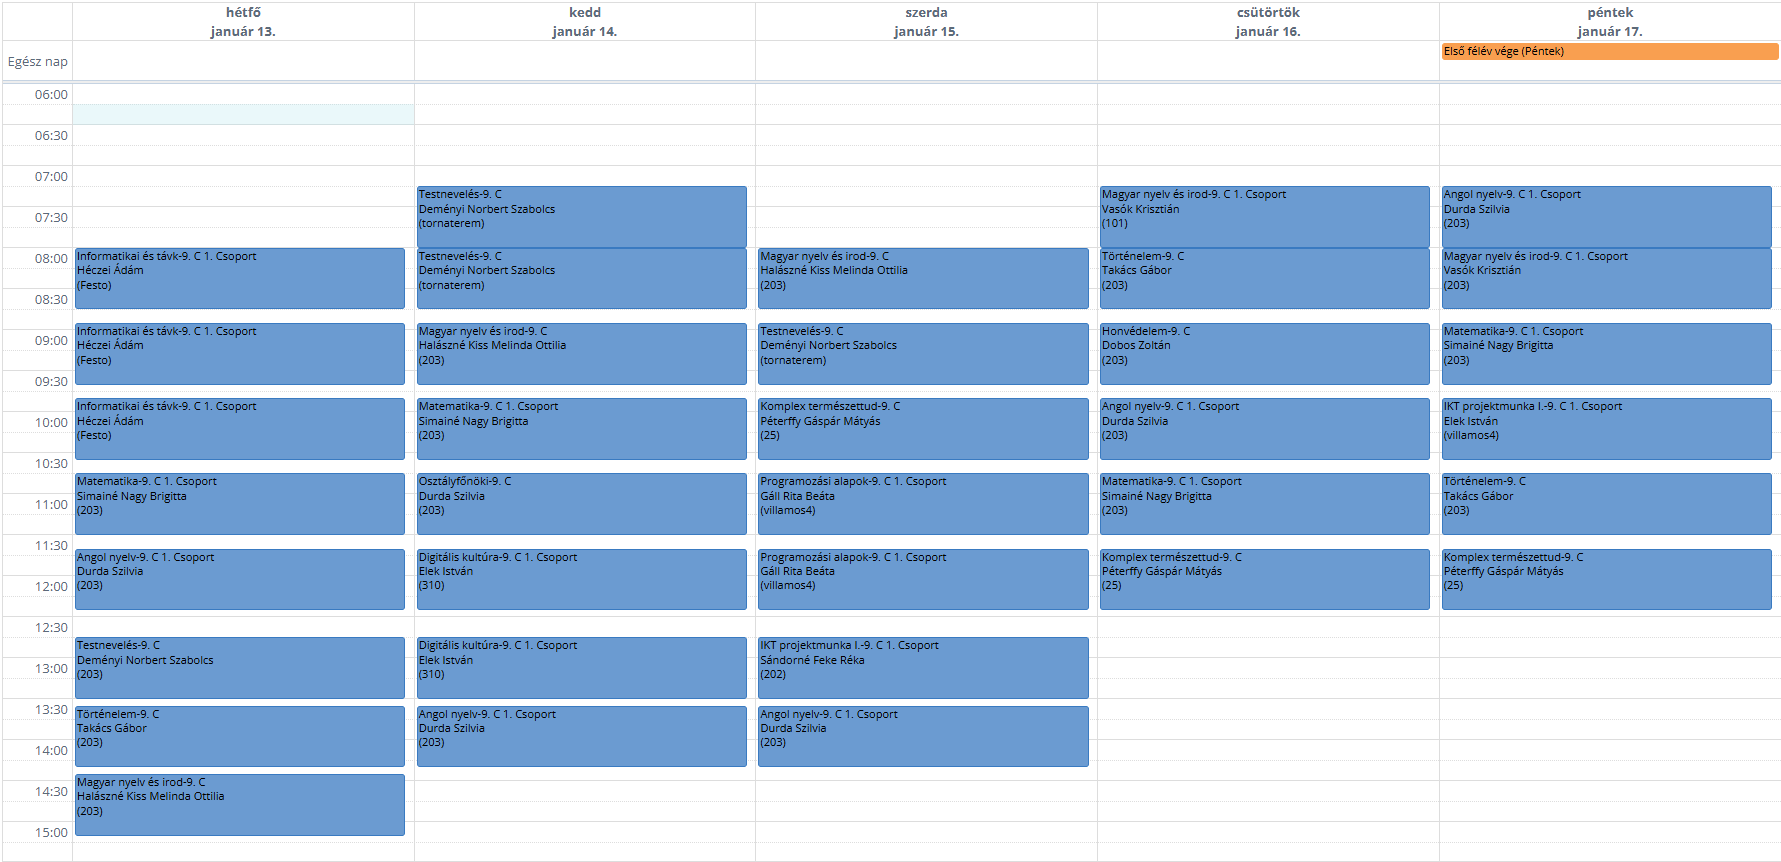 hétfő
január 13.
kedd
január 14.
szerda
január 15.
csütörtök
január 16.
péntek
január 17.
Egész nap
Első félév vége (Péntek)
06:00
06:30
07:00
07:30
08:00
08:30
09:00
09:30
10:00
10:30
11:00
11:30
12:00
12:30
13:00
13:30
14:00
14:30
15:00
Informatikai és távk-9. C 1. Csoport
Héczei Ádám
(Festo)
Informatikai és távk-9. C 1. Csoport
Héczei Ádám
(Festo)
Informatikai és távk-9. C 1. Csoport
Héczei Ádám
(Festo)
Matematika-9. C 1. Csoport
Simainé Nagy Brigitta
(203)
Angol nyelv-9. C 1. Csoport
Durda Szilvia
(203)
Testnevelés-9. C
Deményi Norbert Szabolcs
(203)
Történelem-9. C
Takács Gábor
(203)
Magyar nyelv és irod-9. C
Halászné Kiss Melinda Ottilia
(203)
Testnevelés-9. C
Deményi Norbert Szabolcs
(tornaterem)
Testnevelés-9. C
Deményi Norbert Szabolcs
(tornaterem)
Magyar nyelv és irod-9. C
Halászné Kiss Melinda Ottilia
(203)
Matematika-9. C 1. Csoport
Simainé Nagy Brigitta
(203)
Osztályfőnöki-9. C
Durda Szilvia
(203)
Digitális kultúra-9. C 1. Csoport
Elek István
(310)
Digitális kultúra-9. C 1. Csoport
Elek István
(310)
Angol nyelv-9. C 1. Csoport
Durda Szilvia
(203)
Magyar nyelv és irod-9. C
Halászné Kiss Melinda Ottilia
(203)
Testnevelés-9. C
Deményi Norbert Szabolcs
(tornaterem)
Komplex természettud-9. C
Péterffy Gáspár Mátyás
(25)
Programozási alapok-9. C 1. Csoport
Gáll Rita Beáta
(villamos4)
Programozási alapok-9. C 1. Csoport
Gáll Rita Beáta
(villamos4)
IKT projektmunka I.-9. C 1. Csoport
Sándorné Feke Réka
(202)
Angol nyelv-9. C 1. Csoport
Durda Szilvia
(203)
Magyar nyelv és irod-9. C 1. Csoport
Vasók Krisztián
(101)
Történelem-9. C
Takács Gábor
(203)
Honvédelem-9. C
Dobos Zoltán
(203)
Angol nyelv-9. C 1. Csoport
Durda Szilvia
(203)
Matematika-9. C 1. Csoport
Simainé Nagy Brigitta
(203)
Komplex természettud-9. C
Péterffy Gáspár Mátyás
(25)
Angol nyelv-9. C 1. Csoport
Durda Szilvia
(203)
Magyar nyelv és irod-9. C 1. Csoport
Vasók Krisztián
(203)
Matematika-9. C 1. Csoport
Simainé Nagy Brigitta
(203)
IKT projektmunka I.-9. C 1. Csoport
Elek István
(villamos4)
Történelem-9. C
Takács Gábor
(203)
Komplex természettud-9. C
Péterffy Gáspár Mátyás
(25)